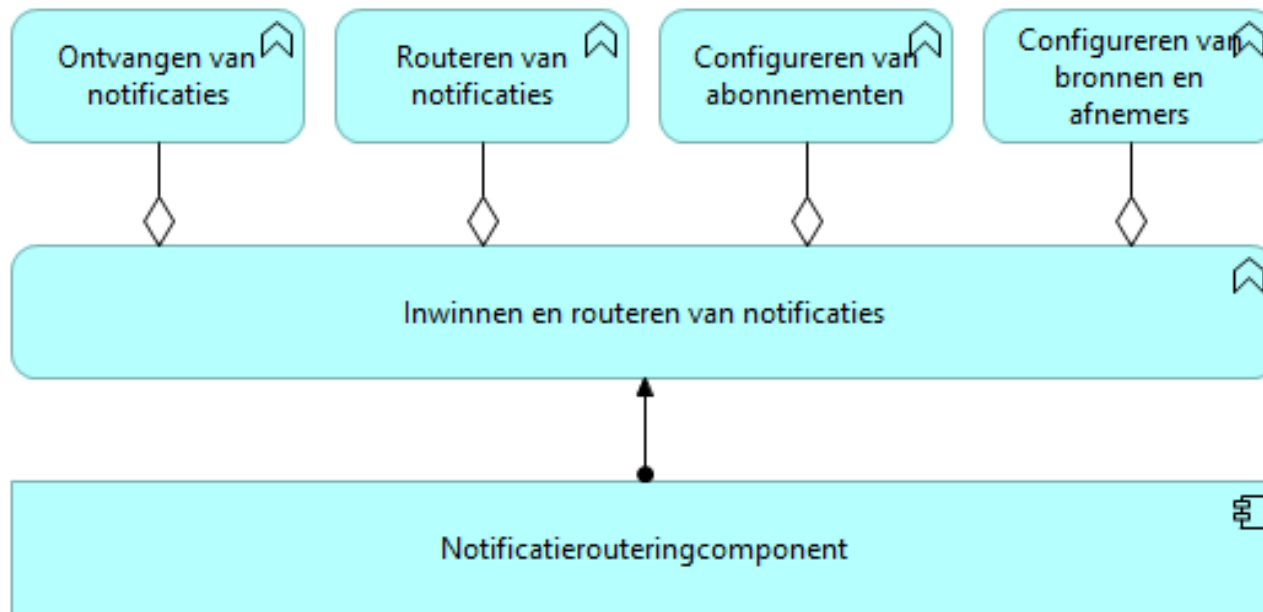 Ontvangen van
notificaties
Routeren van
notificaties
Configureren van
abonnementen
Configureren van
bronnen en
afnemers
Inwinnen en routeren van notificaties
Notificatierouteringcomponent